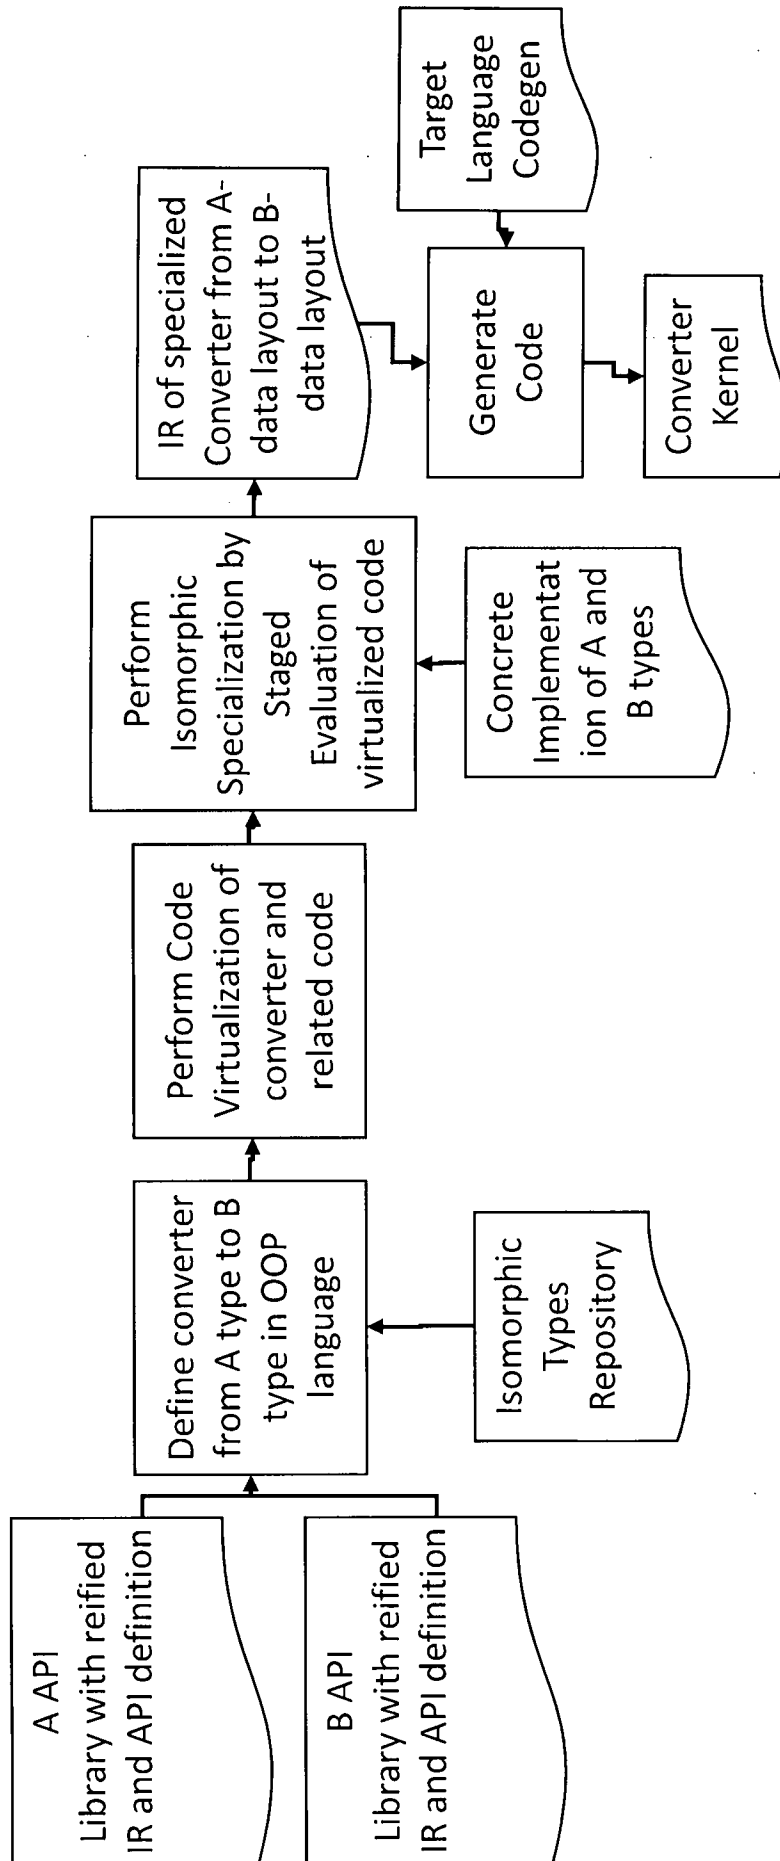 A API
Library with reified
IR and API definition
B API
Library with reified
IR and API definition
Define converter
from A type to B
type in OOP
language
Isomorphic
Types
Repository
Perform Code
Virtualization of
converter and
related code
Perform
Isomorphic
Specialization by
Staged
Evaluation of
virtualized code
Concrete
Implementat
ion of A and
B types
IR of specialized
Converter from A-
data layout to B-
data layout
Target
Language
Codegen
Generate
Code
Converter
Kernel